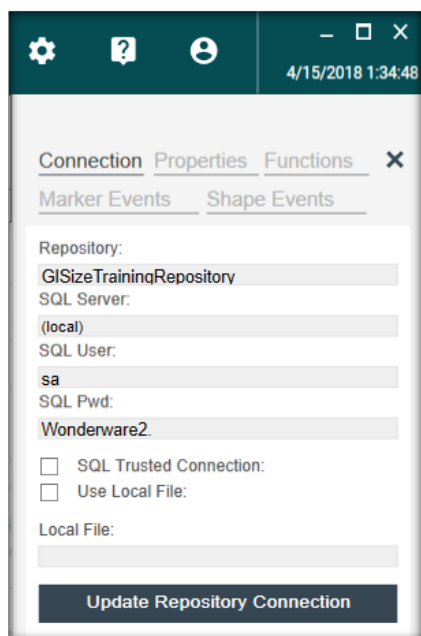 4/15/2018 1:34:48
Connection Properties Functions
Marker Events Shape Events
Repository:
GISizeTrainingRepository
SQL Server:
(local)
SQL User:
sa
SQL Pwd:
Wonderware2.
SQL Trusted Connection:
Use Local File:
Local File:
Update Repository Connection